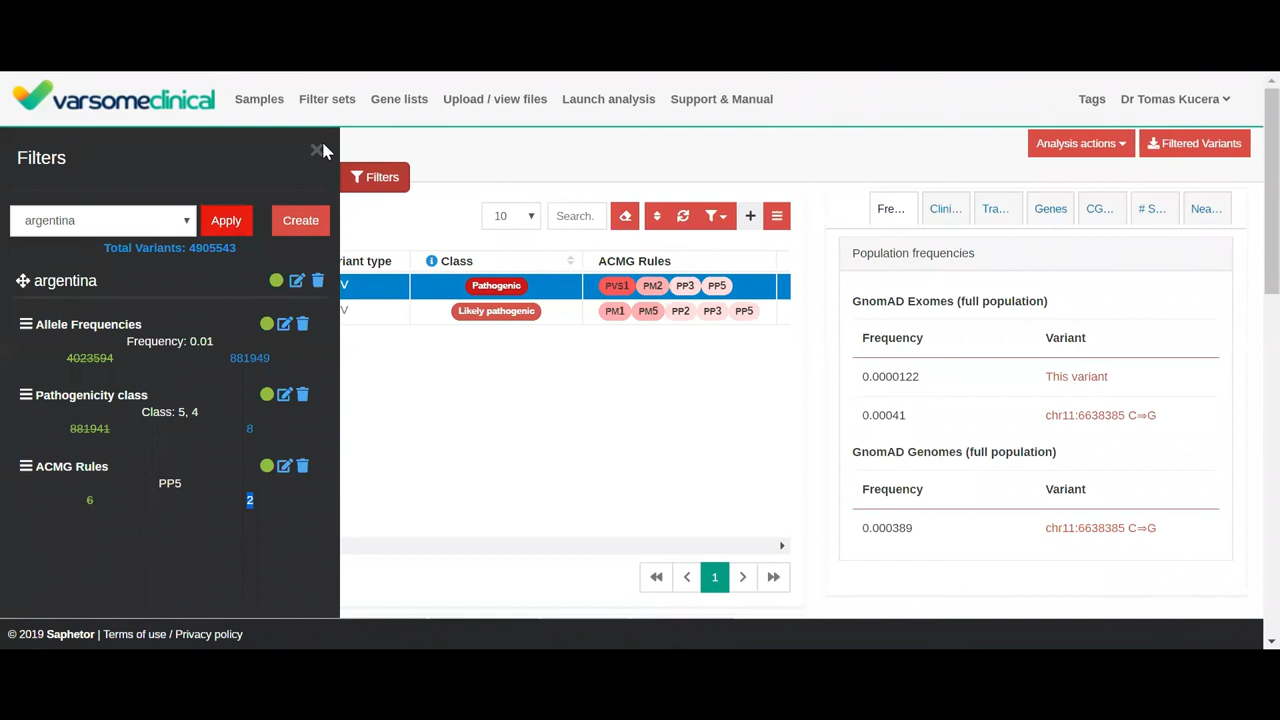 varsomeclinical
Samples Filter sets Gene lists Upload / view files Launch analysis Support & Manual Tags Dr Tomas Kucera
Filters
argentina
Apply
Create
Total Variants: 4905543
argentina
Allele Frequencies
Frequency: 0.01
4023594 881949
Pathogenicity class
Class: 5, 4
881941 8
ACMG Rules
PP5
6 2
Analysis actions
Filtered Variants
Filters
10
Search.
iant type Class ACMG Rules
V Pathogenic PVS1 PM2 PP3 PP5
V Likely pathogenic PM1 PM5 PP2 PP3 PP5
1
Fre... Clini... Tra... Genes CG... # S... Nea...
Population frequencies
GnomAD Exomes (full population)
Frequency Variant
0.0000122 This variant
0.00041 chr11:6638385 C⇒G
GnomAD Genomes (full population)
Frequency Variant
0.000389 chr11:6638385 C⇒G
© 2019 Saphetor | Terms of use / Privacy policy